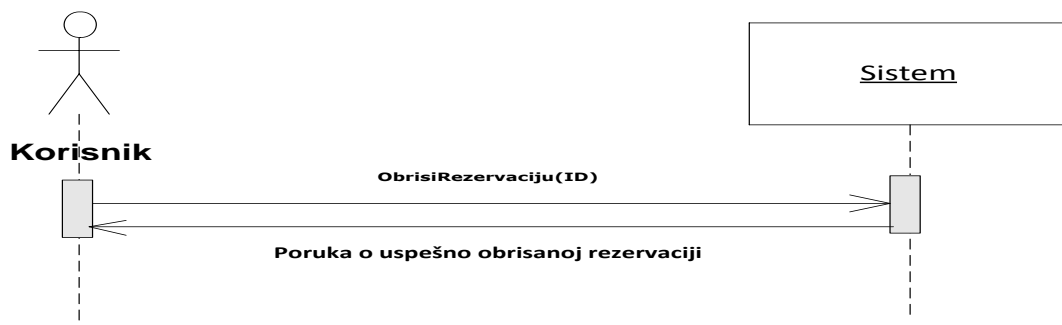 Sistem
Korisnik
ObrisiRezervaciju(ID)
Poruka o uspešno obrisanoj rezervaciji